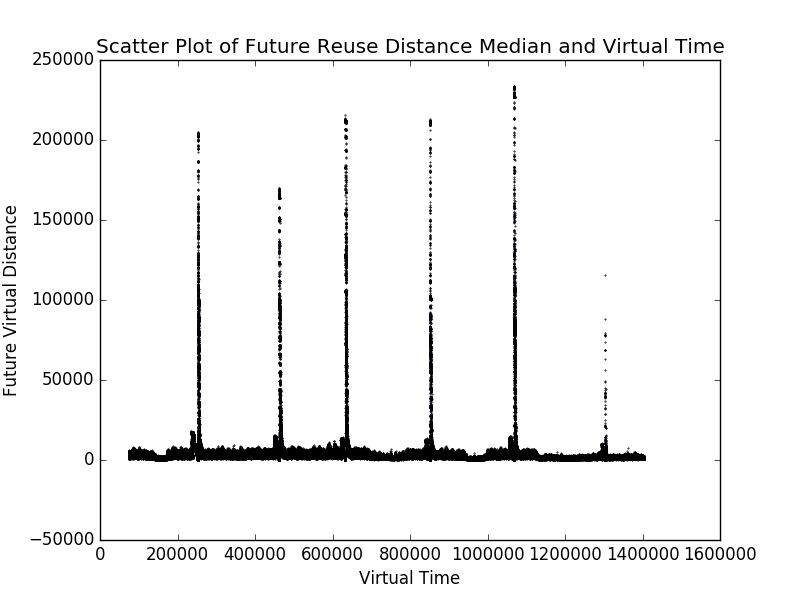 Scatter Plot of Future Reuse Distance Median and Virtual Time
250000
200000
150000
100000
50000
0
−50000
Future Virtual Distance
0 200000 400000 600000 800000 1000000 1200000 1400000 1600000
Virtual Time